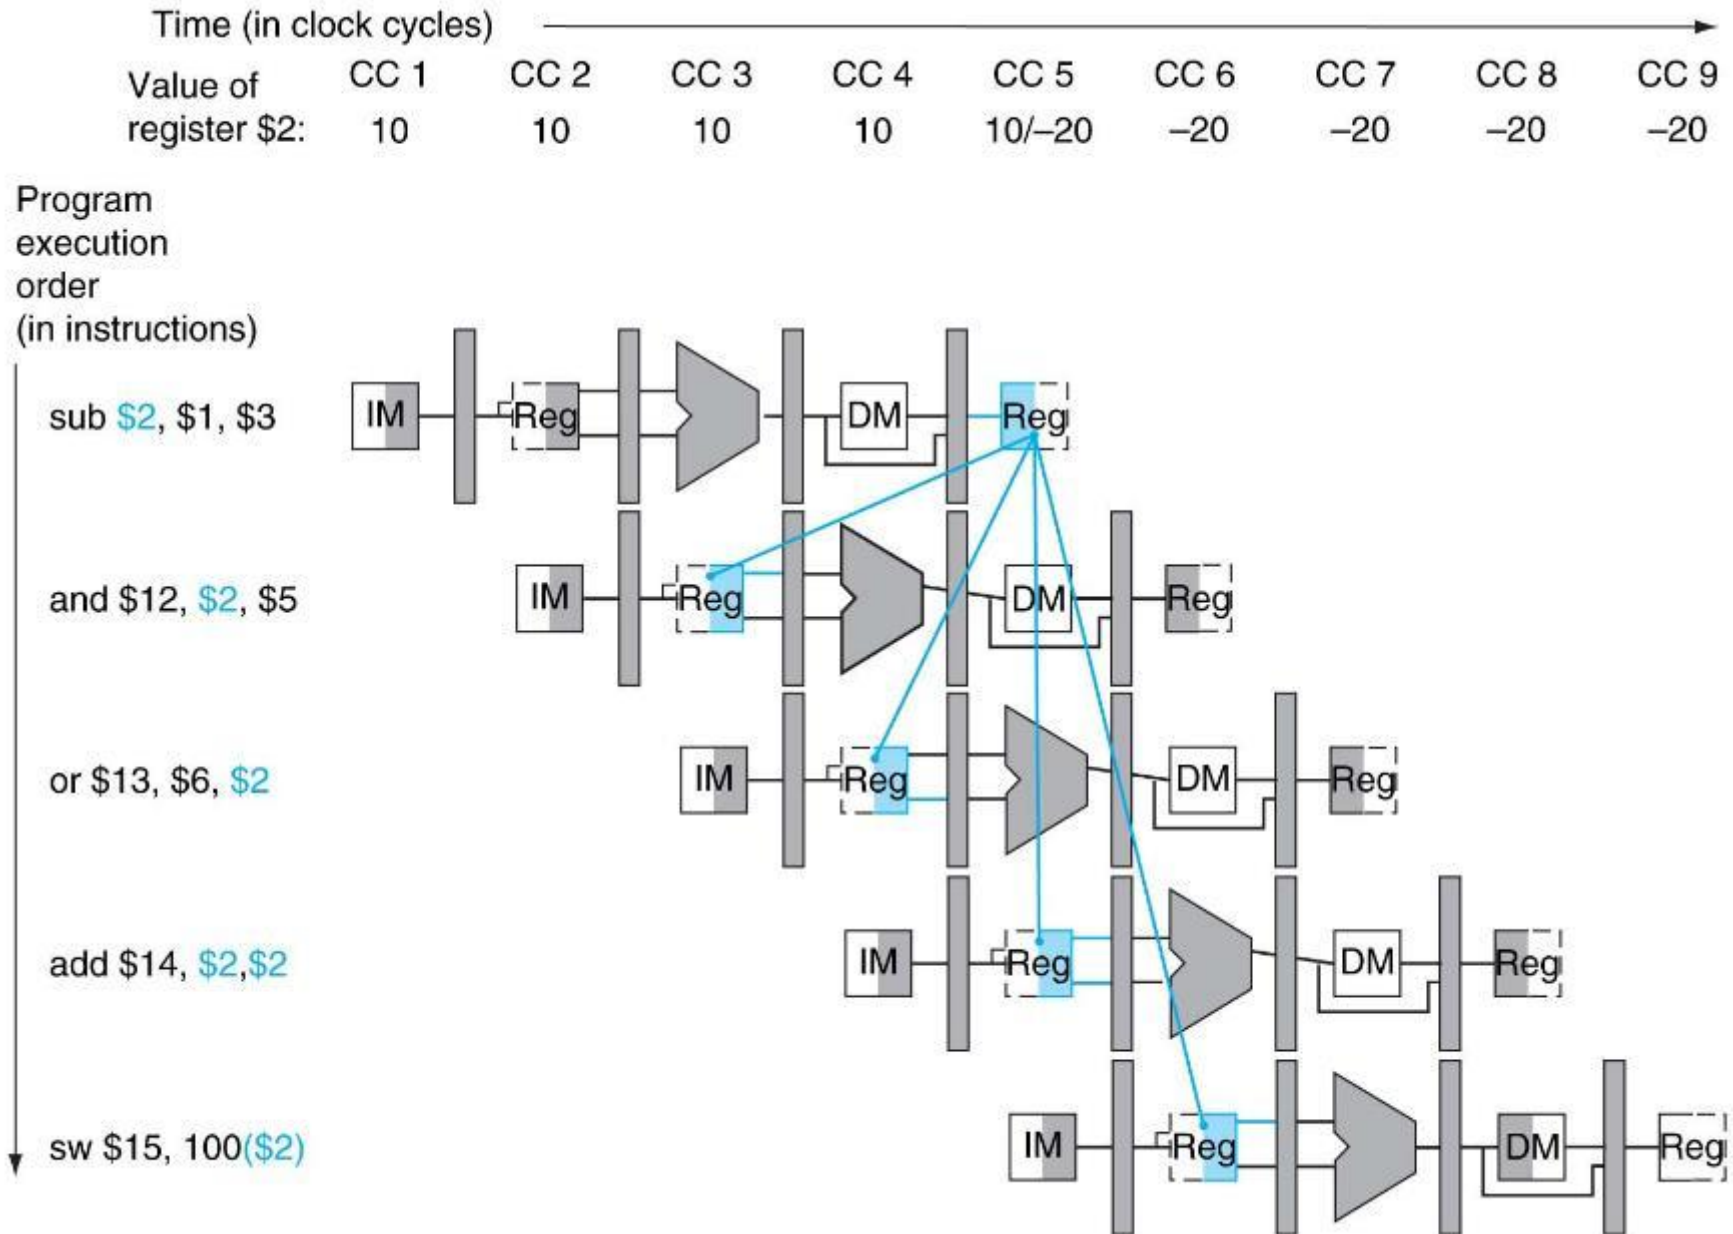 Time (in clock cycles)
CC 1 CC 2 CC 3 CC 4 CC 5 CC 6 CC 7 CC 8 CC 9
Value of
register $2: 10 10 10 10 10/–20 –20 –20 –20 –20
Program
execution
order
(in instructions)
sub $2, $1, $3 IM Reg DM Reg
and $12, $2, $5 IM Reg DM Reg
or $13, $6, $2 IM Reg DM Reg
add $14, $2,$2 IM Reg DM Reg
sw $15, 100($2) IM Reg DM Reg